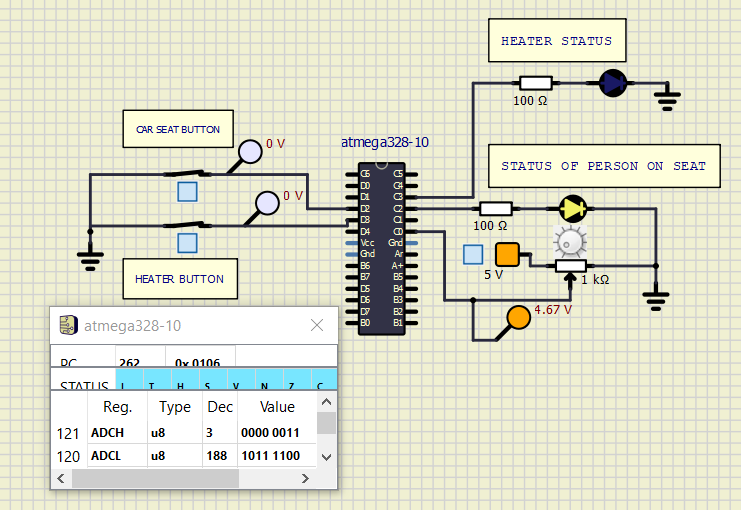 HEATER STATUS
100 Ω
CAR SEAT BUTTON
0 V
atmega328-10
STATUS OF PERSON ON SEAT
C6
D0
D1
D2
D3
D4
Vcc
Gnd
B6
B7
D5
D6
D7
B0
C5
C4
C3
C2
C1
C0
Gnd
Ar
A+
B5
B4
B3
B2
B1
0 V
100 Ω
5 V
1 kΩ
HEATER BUTTON
4.67 V
atmega328-10
PC 262 0x 0106
STATUS I T H S V N Z C
Reg. Type Dec Value
121 ADCH u8 3 0000 0011
120 ADCL u8 188 1011 1100